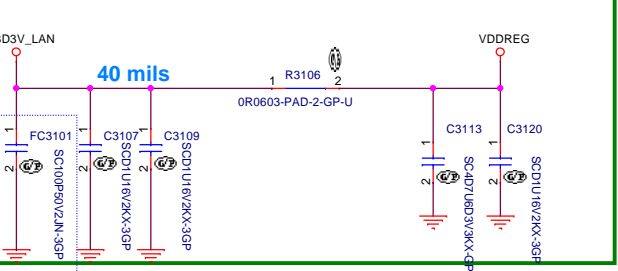 3D3V_LAN
VDDREG
40 mils
1 R3106 2
0R0603-PAD-2-GP-U
1 FC3101 2
SC100P50V2JN-3GP
1 C3107 2
SCD1U16V2KX-3GP
1 C3109 2
SCD1U16V2KX-3GP
1 C3113 2
SC4D7U6D3V3KX-GP
1 C3120 2
SCD1U16V2KX-3GP